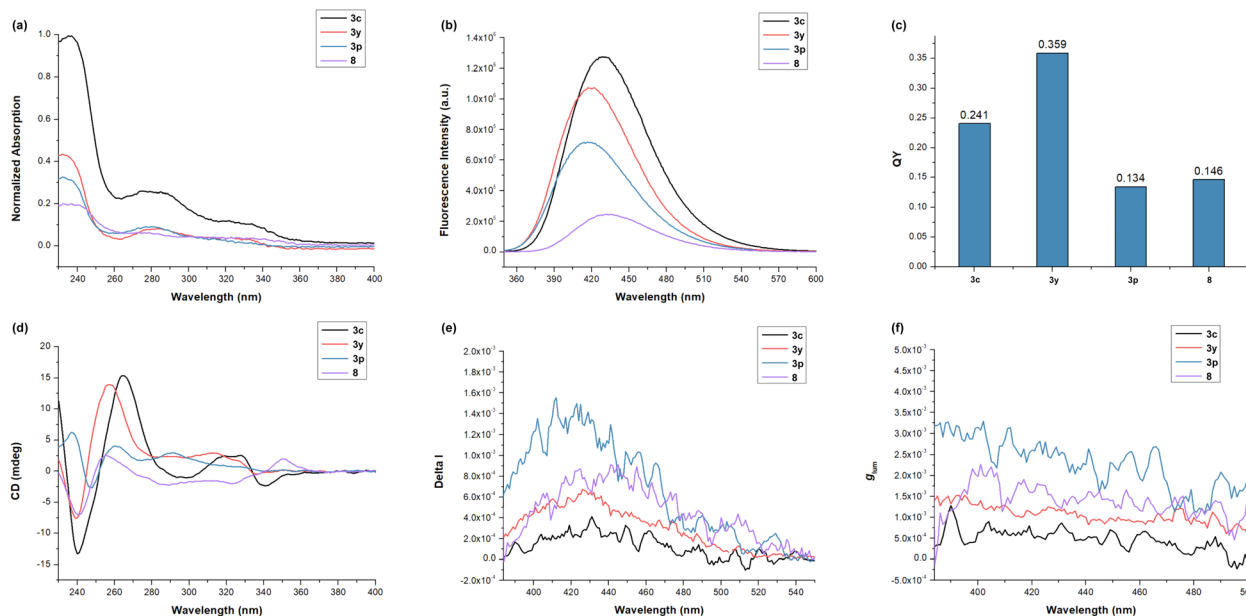 (a)
3c
3y
3p
8
Normalized Absorption
1.0
0.8
0.6
0.4
0.2
0.0
240 260 280 300 320 340 360 380 400
Wavelength (nm)
(b)
3c
3y
3p
8
Fluorescence Intensity (a.u.)
1.4x10⁶
1.2x10⁶
1.0x10⁶
8.0x10⁵
6.0x10⁵
4.0x10⁵
2.0x10⁵
0.0
360 390 420 450 480 510 540 570 600
Wavelength (nm)
(c)
QY
0.35
0.30
0.25
0.20
0.15
0.10
0.05
0.00
0.241
0.359
0.134
0.146
3c 3y 3p 8
(d)
3c
3y
3p
8
CD (mdeg)
20
15
10
5
0
-5
-10
-15
240 260 280 300 320 340 360 380 400
Wavelength (nm)
(e)
3c
3y
3p
8
Delta I
2.0x10⁻³
1.8x10⁻³
1.6x10⁻³
1.4x10⁻³
1.2x10⁻³
1.0x10⁻³
8.0x10⁻⁴
6.0x10⁻⁴
4.0x10⁻⁴
2.0x10⁻⁴
0.0
-2.0x10⁻⁴
400 420 440 460 480 500 520 540
Wavelength (nm)
(f)
3c
3y
3p
8
glum
5.0x10⁻³
4.5x10⁻³
4.0x10⁻³
3.5x10⁻³
3.0x10⁻³
2.5x10⁻³
2.0x10⁻³
1.5x10⁻³
1.0x10⁻³
5.0x10⁻⁴
0.0
-5.0x10⁻⁴
400 420 440 460 480
Wavelength (nm)